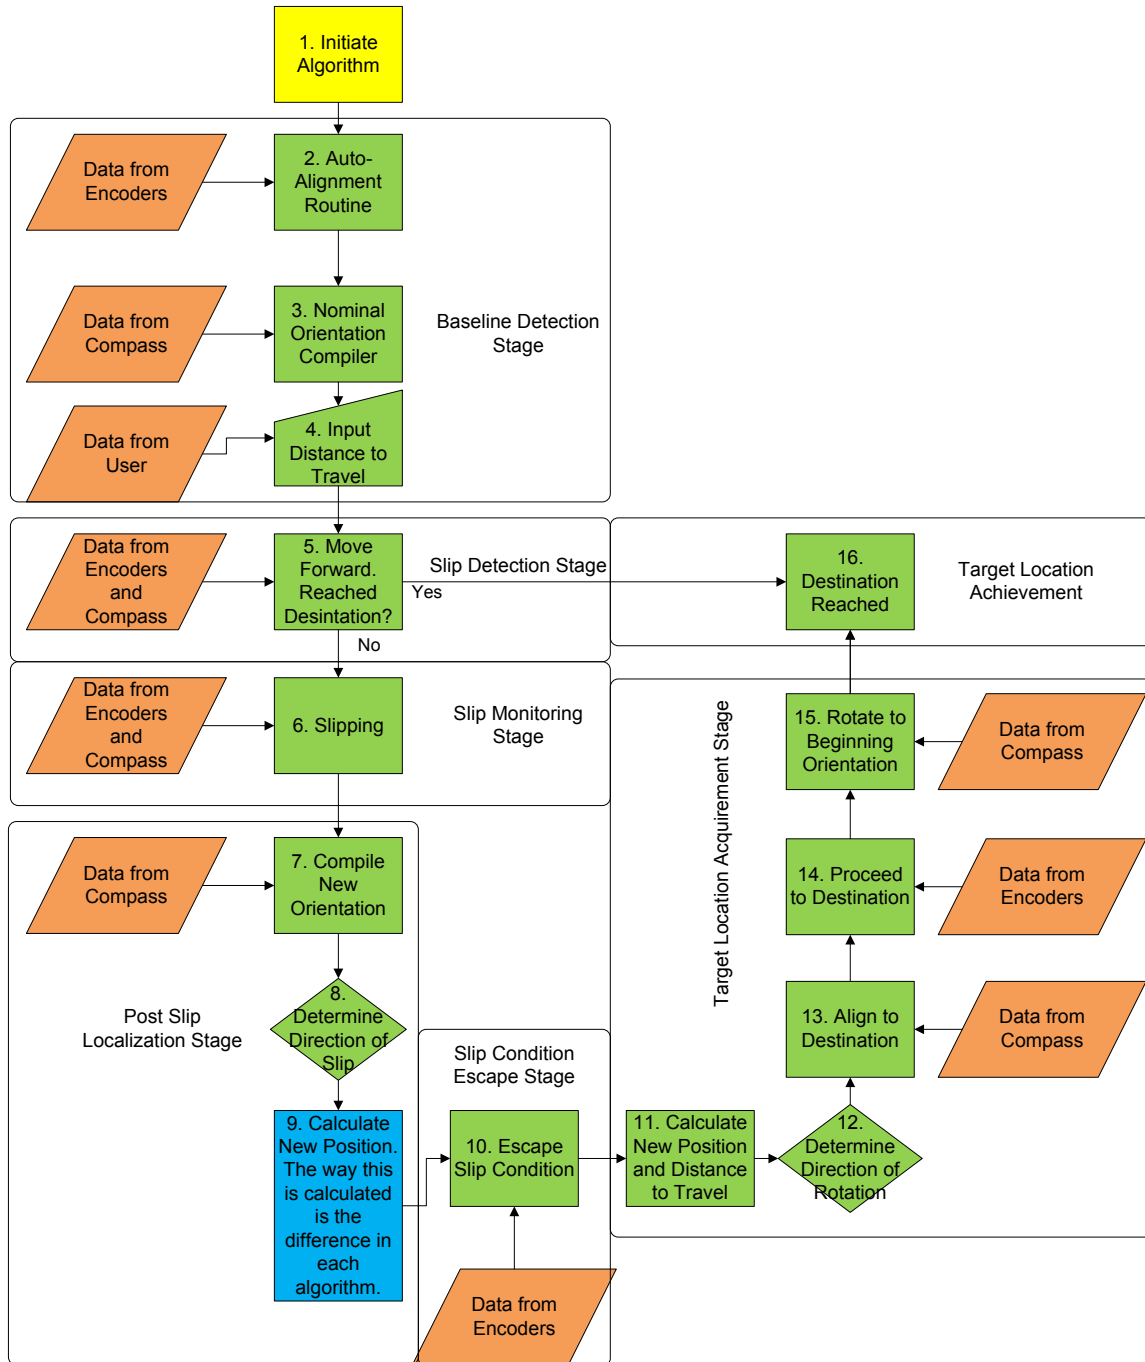 1. Initiate
Algorithm
Data from
Encoders
2. Auto-
Alignment
Routine
Data from
Compass
3. Nominal
Orientation
Compiler
Baseline Detection
Stage
Data from
User
4. Input
Distance to
Travel
Data from
Encoders
and
Compass
5. Move
Forward.
Reached
Desintation?
Slip Detection Stage
Yes
No
16.
Destination
Reached
Target Location
Achievement
Data from
Encoders
and
Compass
6. Slipping
Slip Monitoring
Stage
Target Location Acquirement Stage
15. Rotate to
Beginning
Orientation
Data from
Compass
Data from
Compass
7. Compile
New
Orientation
14. Proceed
to Destination
Data from
Encoders
Post Slip
Localization Stage
8.
Determine
Direction of
Slip
13. Align to
Destination
Data from
Compass
Slip Condition
Escape Stage
9. Calculate
New Position.
The way this
is calculated
is the
difference in
each
algorithm.
10. Escape
Slip Condition
11. Calculate
New Position
and Distance
to Travel
12.
Determine
Direction of
Rotation
Data from
Encoders